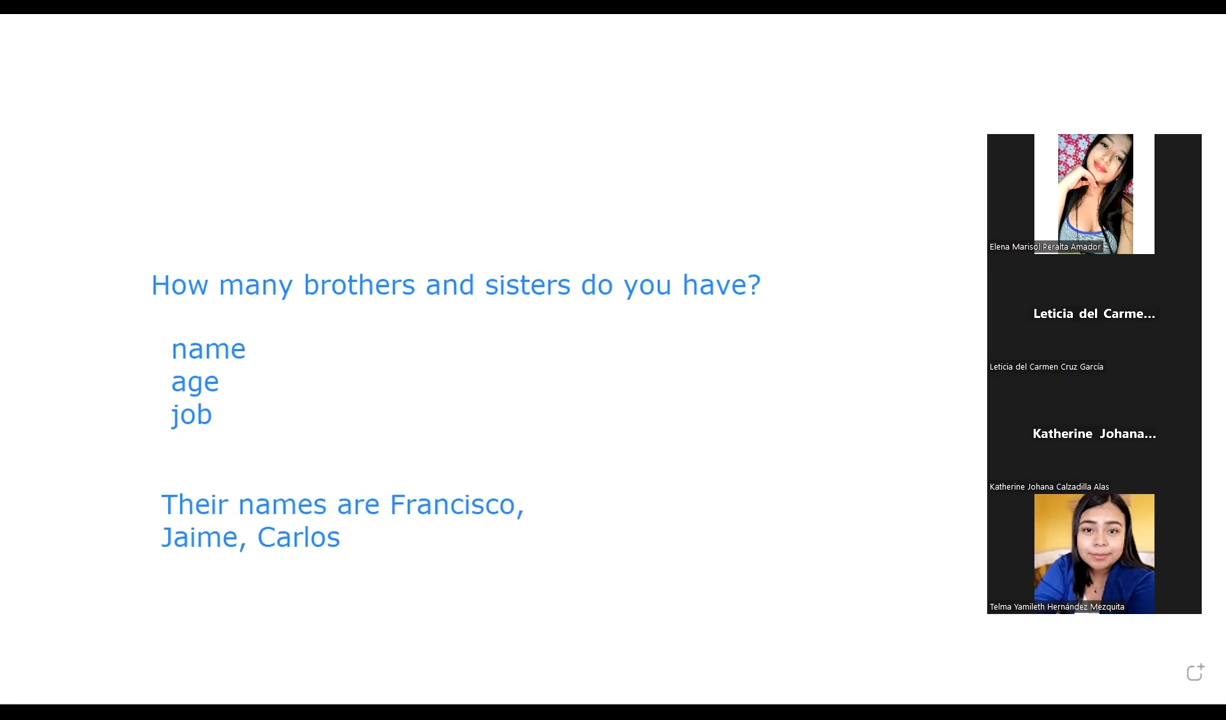 How many brothers and sisters do you have?
name
age
job
Their names are Francisco,
Jaime, Carlos
Elena Marisol Peralta Amador
Leticia del Carme...
Leticia del Carmen Cruz García
Katherine Johana...
Katherine Johana Calzadilla Alas
Telma Yamileth Hernández Mezquita